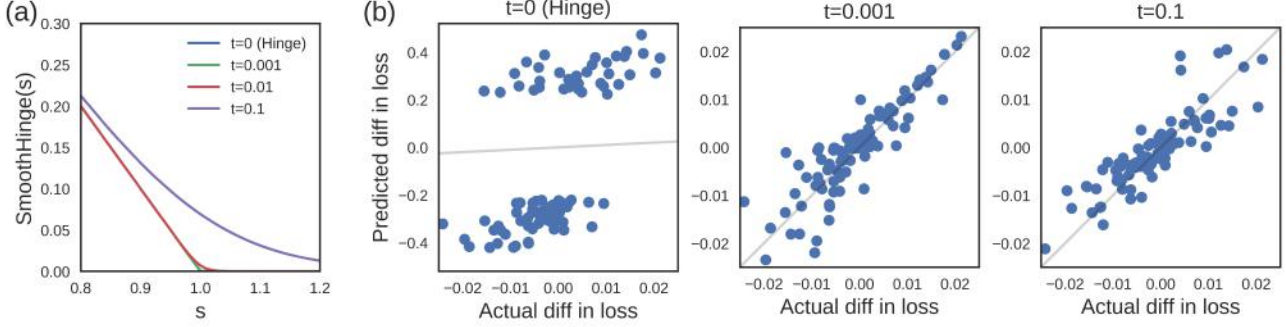 (a)
SmoothHinge(s)
0.30
0.25
0.20
0.15
0.10
0.05
0.00
0.8 0.9 1.0 1.1 1.2
s
t=0 (Hinge)
t=0.001
t=0.01
t=0.1
(b)
t=0 (Hinge)
Predicted diff in loss
0.4
0.2
0.0
−0.2
−0.4
−0.02 −0.01 0.00 0.01 0.02
Actual diff in loss
t=0.001
0.02
0.01
0.00
−0.01
−0.02
−0.02 −0.01 0.00 0.01 0.02
Actual diff in loss
t=0.1
0.02
0.01
0.00
−0.01
−0.02
−0.02 −0.01 0.00 0.01 0.02
Actual diff in loss